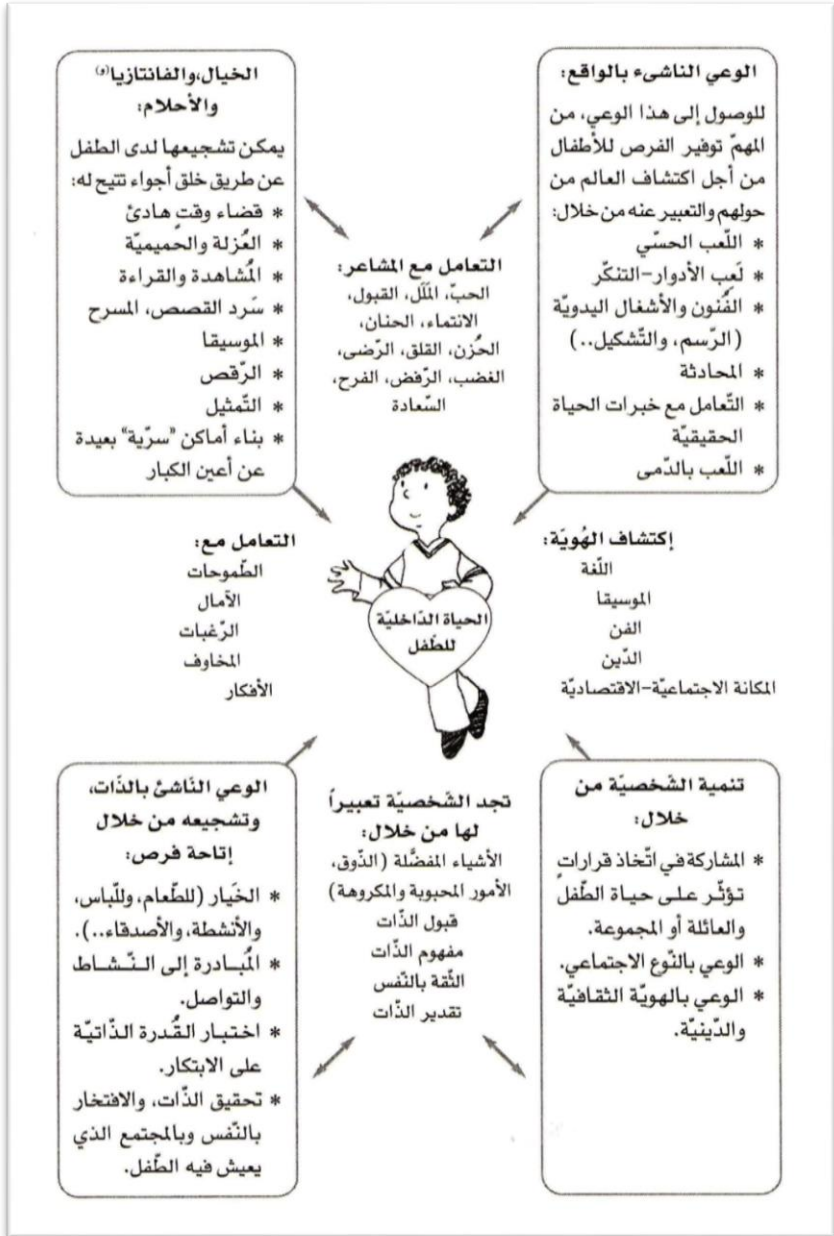 الوعي الناشىء بالواقع:
للوصول إلى هذا الوعي، من
المهمّ توفير الفرص للأطفال
من أجل اكتشاف العالم من
حولهم والتعبير عنه من خلال:
* اللّعب الحسّي
* لَعِب الأدوار-التنكّر
* الفُنون والأشغال اليدويّة
(الرّسم، والتّشكيل..)
* المحادثة
* التّعامل مع خبرات الحياة
الحقيقيّة
* اللّعب بالدّمى
التعامل مع المشاعر:
الحبّ، المَلَل، القبول،
الانتماء، الحنان،
الحُزن، القلق، الرّضى،
الغضب، الرّفض، الفرح،
السّعادة
الخيال،والفانتازيا(و)
والأحلام:
يمكن تشجيعها لدى الطفل
عن طريق خلق أجواء تتيح له:
* قضاء وقتٍ هادئ
* العُزلة والحَميميّة
* المُشاهدة والقراءة
* سَرد القصص، المسرح
* الموسيقا
* الرّقص
* التّمثيل
* بناء أماكن "سرّية" بعيدة
عن أعين الكبار
إكتشاف الهُويّة:
اللّغة
الموسيقا
الفن
الدّين
المكانة الاجتماعيّة-الاقتصاديّة
الحياة الدّاخليّة
للطّفل
التعامل مع:
الطّموحات
الآمال
الرّغبات
المخاوف
الأفكار
تنمية الشّخصيّة من
خلال:
* المشاركة في اتّخاذ قراراتٍ
تؤثّر على حياة الطّفل
والعائلة أو المجموعة.
* الوعي بالنّوع الاجتماعي.
* الوعي بالهويّة الثقافيّة
والدّينيّة.
تجد الشّخصيّة تعبيراً
لها من خلال:
الأشياء المفضَّلة (الذّوق،
الأمور المحبوبة والمكروهة)
قبول الذّات
مفهوم الذّات
الثّقة بالنّفس
تقدير الذّات
الوعي النّاشئ بالذّات،
وتشجيعه من خلال
إتاحة فرص:
* الخَيار (للطّعام، وللّباس،
والأنشطة، والأصدقاء..).
* المُبادرة إلى النّشاط
والتواصل.
* اختبار القُدرة الذّاتيّة
على الابتكار.
* تحقيق الذّات، والافتخار
بالنّفس وبالمجتمع الذي
يعيش فيه الطّفل.